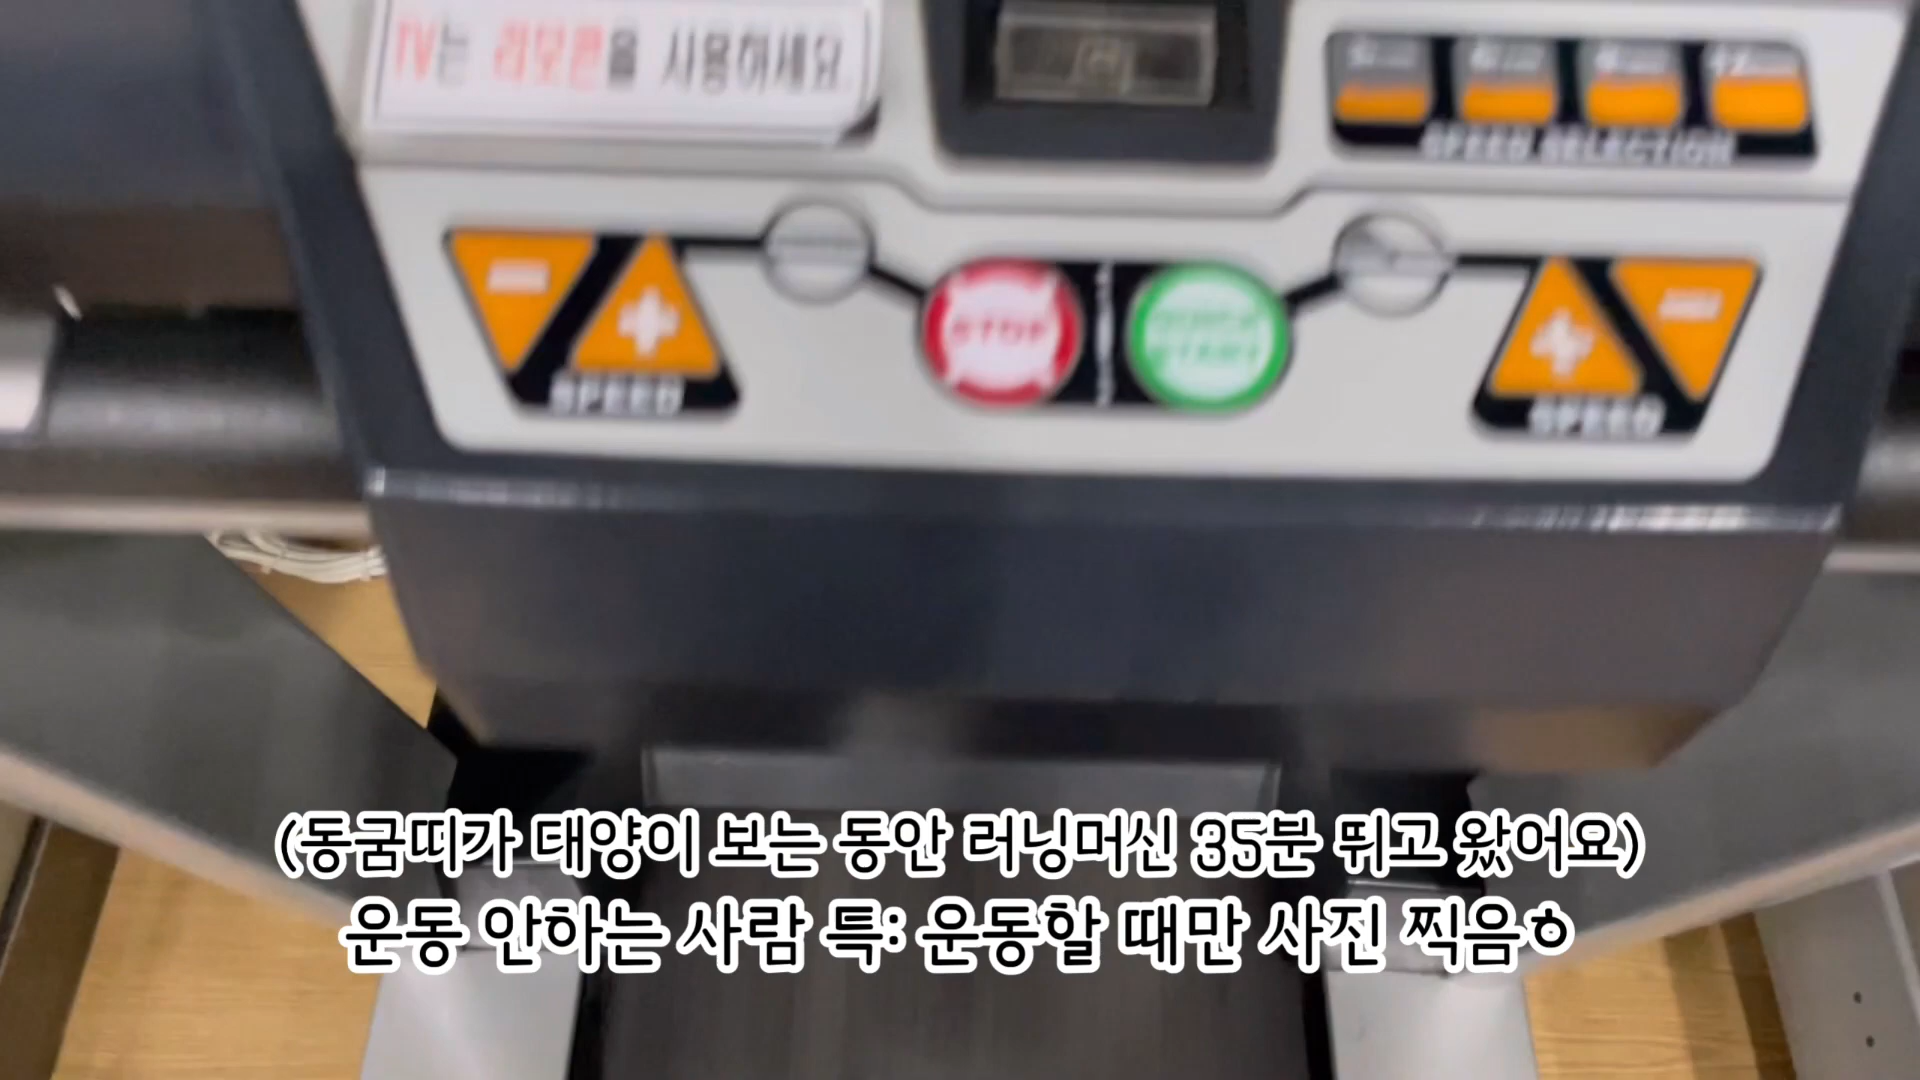 TV는 리모콘을 사용하세요
SPEED SELECTION
STOP
START
SPEED
SPEED
(동굼띠가 대양이 보는 동안 러닝머신 35분 뛰고 왔어요)
운동 안하는 사람 특: 운동할 때만 사진 찍음ㅎ